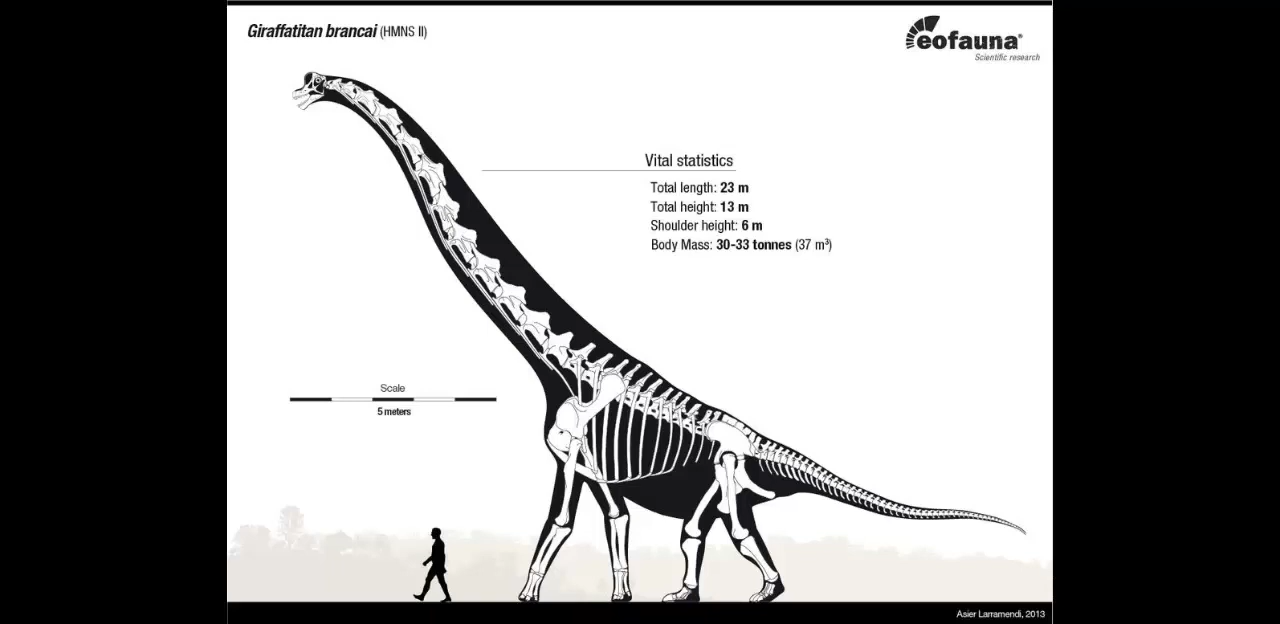 Giraffatitan brancai (HMNS II)
eofauna®
Scientific research
Vital statistics
Total length: 23 m
Total height: 13 m
Shoulder height: 6 m
Body Mass: 30-33 tonnes (37 m³)
Scale
5 meters
Asier Larramendi, 2013